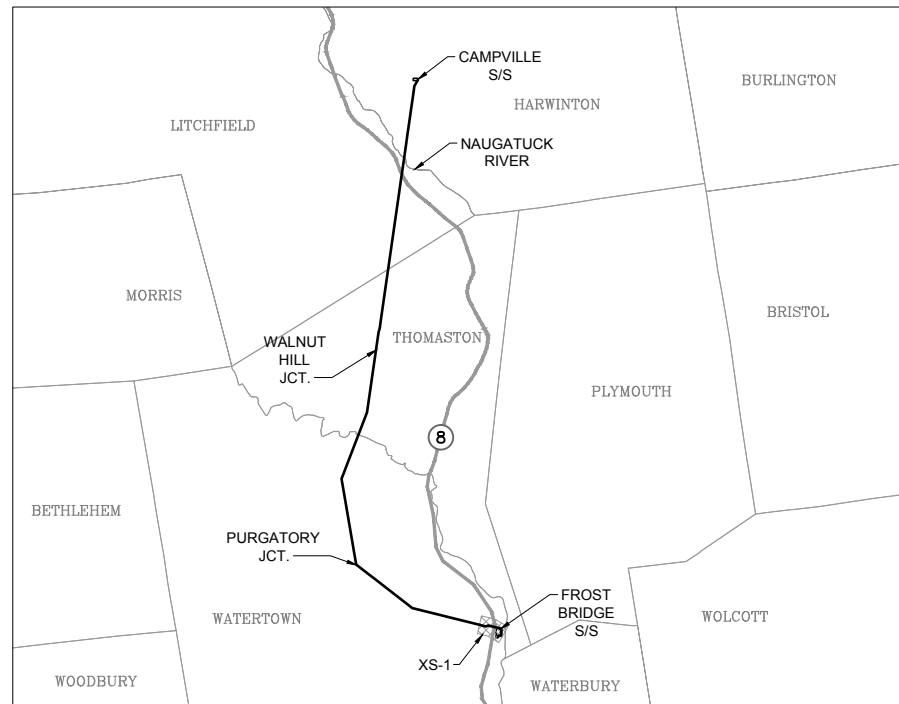 CAMPVILLE
S/S
BURLINGTON
HARWINTON
LITCHFIELD
NAUGATUCK
RIVER
MORRIS
BRISTOL
WALNUT
HILL
JCT.
THOMASTON
PLYMOUTH
8
BETHLEHEM
PURGATORY
JCT.
FROST
BRIDGE
S/S
WATERTOWN
WOLCOTT
XS-1
WOODBURY
WATERBURY